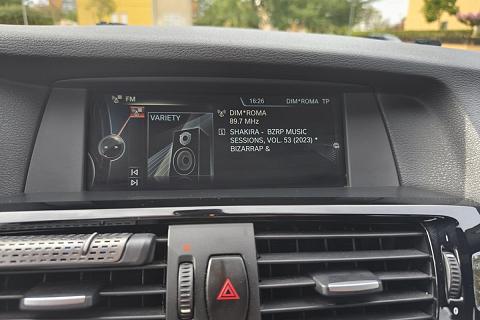 FM
16:26 DIM*ROMA TP
VARIETY
DIM*ROMA
89.7 MHz
SHAKIRA - BZRP MUSIC
SESSIONS, VOL. 53 (2023) *
BIZARRAP &